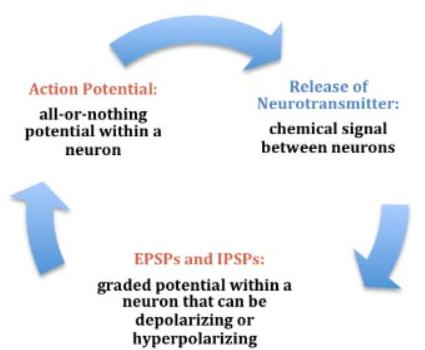 Action Potential:
all-or-nothing
potential within a
neuron
Release of
Neurotransmitter:
chemical signal
between neurons
EPSPs and IPSPs:
graded potential within a
neuron that can be
depolarizing or
hyperpolarizing